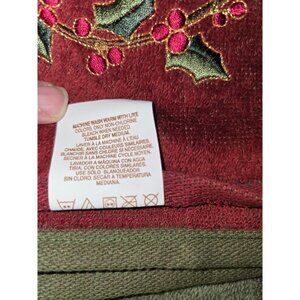 MACHINE WASH WARM WITH LIKE
COLORS. ONLY NON-CHLORINE
BLEACH WHEN NEEDED.
TUMBLE DRY MEDIUM.
LAVER À LA MACHINE À L'EAU
CHAUDE AVEC COULEURS SIMILAIRES.
BLANCHIR SANS CHLORE SI NÉCESSAIRE.
SÉCHER À LA MACHINE CYCLE MOYEN.
LAVADO A MÁQUINA CON AGUA
TIBIA, CON COLORES SIMILARES.
USE SOLO BLANQUEADOR
SIN CLORO. SECAR A TEMPERATURA
MEDIANA.